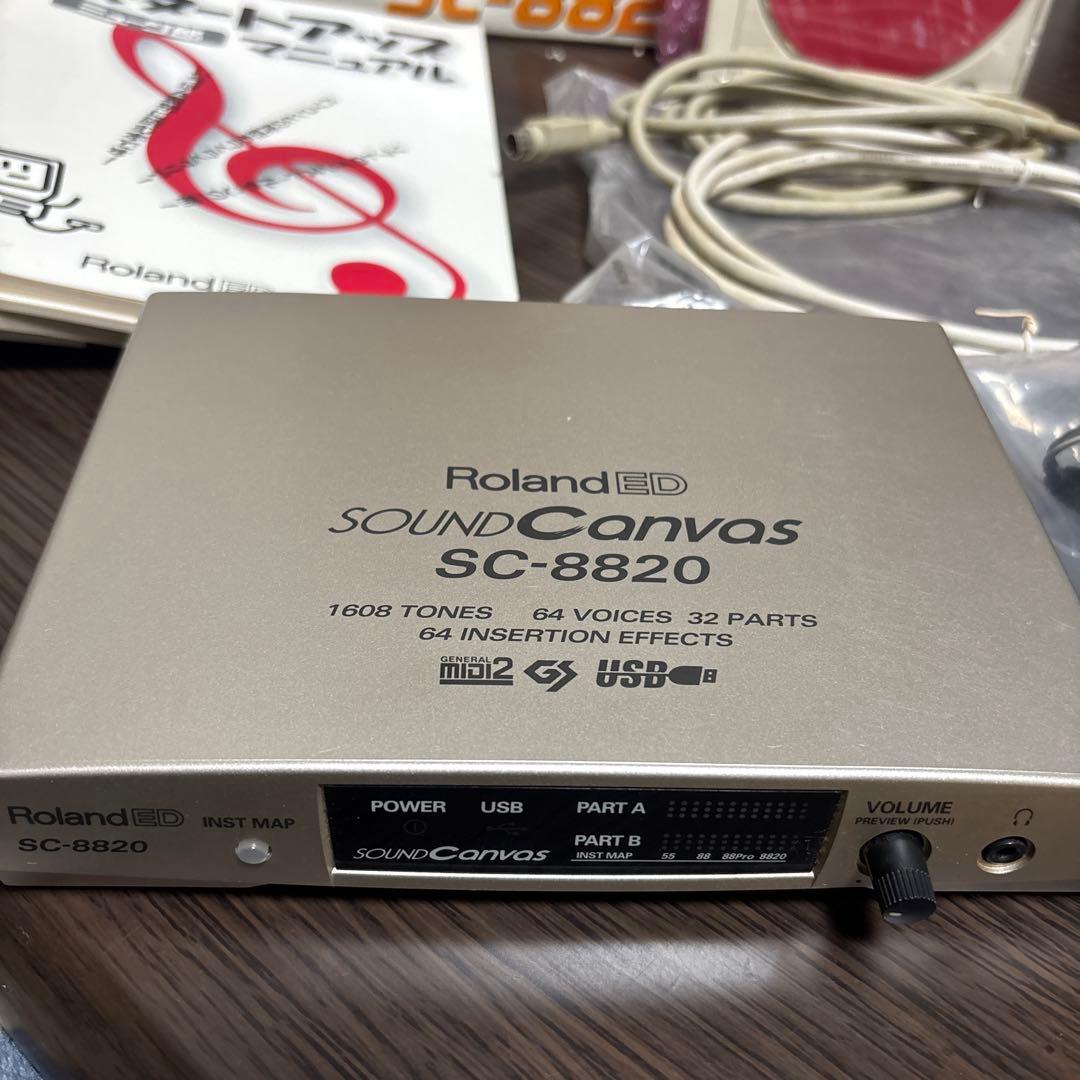 SC-882
スタートアップ
マニュアル
Roland ED
Roland ED
SOUND Canvas
SC-8820
1608 TONES 64 VOICES 32 PARTS
64 INSERTION EFFECTS
GENERAL
MIDI2 GS USB
Roland ED
SC-8820
INST MAP
POWER USB PART A
PART B
SOUND Canvas
INST MAP 55 88 88Pro 8820
VOLUME
PREVIEW (PUSH)